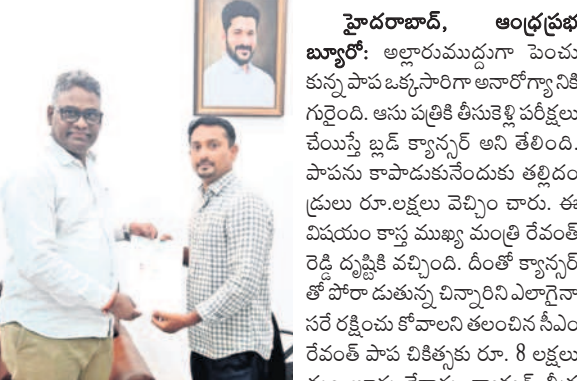 హైదరాబాద్, ఆంధ్రప్రభ
బ్యూరో: అల్లారుముద్దుగా పెంచు
కున్న పాప ఒక్కసారిగా అనారోగ్యానికి
గురైంది. ఆసు పత్రికి తీసుకెళ్లి పరీక్షలు
చేయిస్తే బ్లడ్ క్యాన్సర్ అని తేలింది.
పాపను కాపాడుకునేందుకు తల్లిదం
డ్రులు రూ.లక్షలు వెచ్చిం చారు. ఈ
విషయం కాస్త ముఖ్య మంత్రి రేవంత్
రెడ్డి దృష్టికి వచ్చింది. దీంతో క్యాన్సర్
తో పోరా డుతున్న చిన్నారిని ఎలాగైనా
సరే రక్షించు కోవాలని తలంచిన సీఎం
రేవంత్ పాప చికిత్సకు రూ. 8 లక్షలు